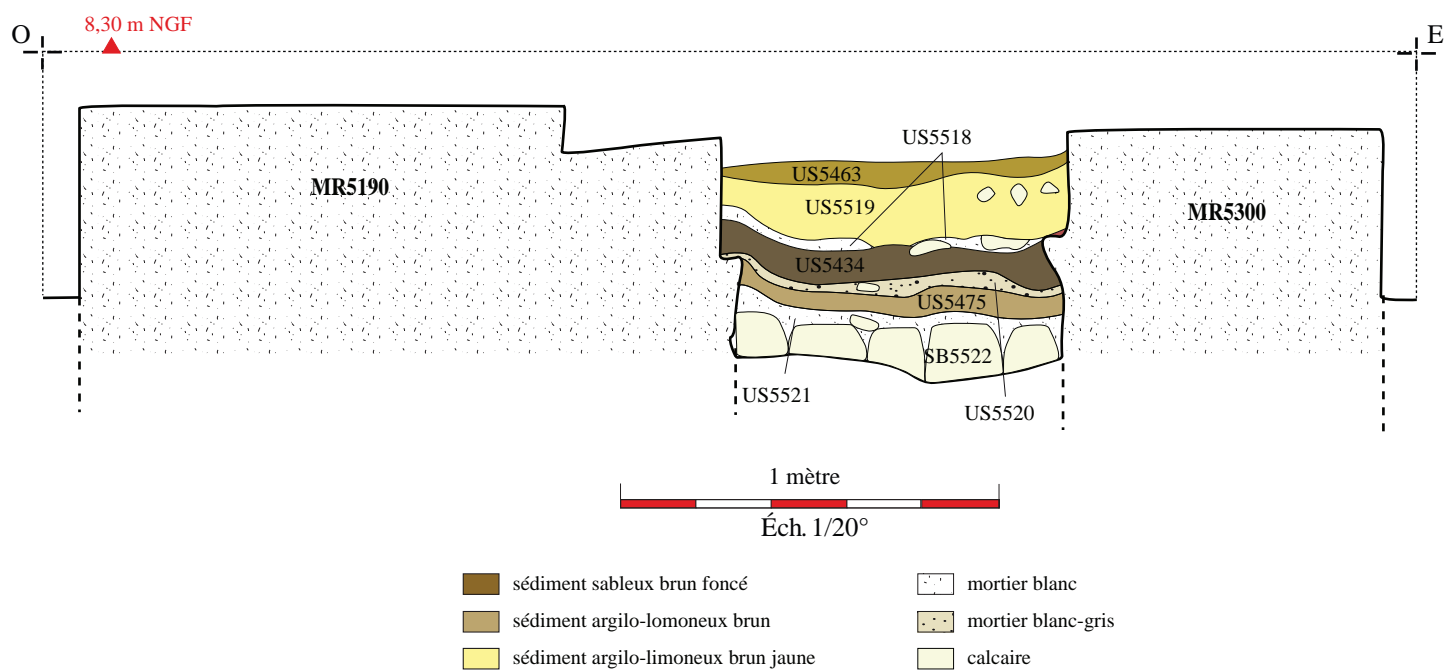 8,30 m NGF
O E
US5518
MR5190
US5463
US5519
MR5300
US5434
US5475
SB5522
US5521
US5520
1 mètre
Éch. 1/20°
sédiment sableux brun foncé
mortier blanc
sédiment argilo-lomoneux brun
mortier blanc-gris
sédiment argilo-limoneux brun jaune
calcaire